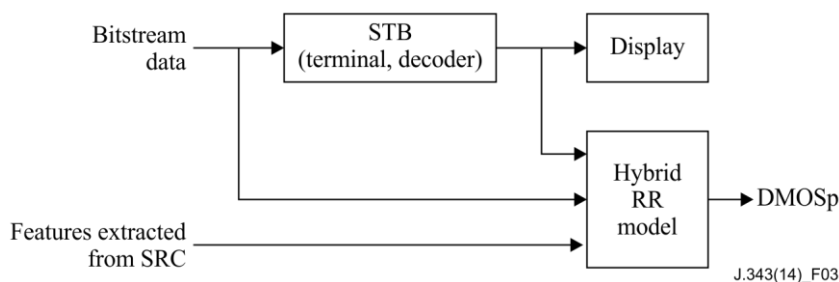 Bitstream
data
STB
(terminal, decoder)
Display
Hybrid
RR
model
DMOSp
Features extracted
from SRC
J.343(14)_F03